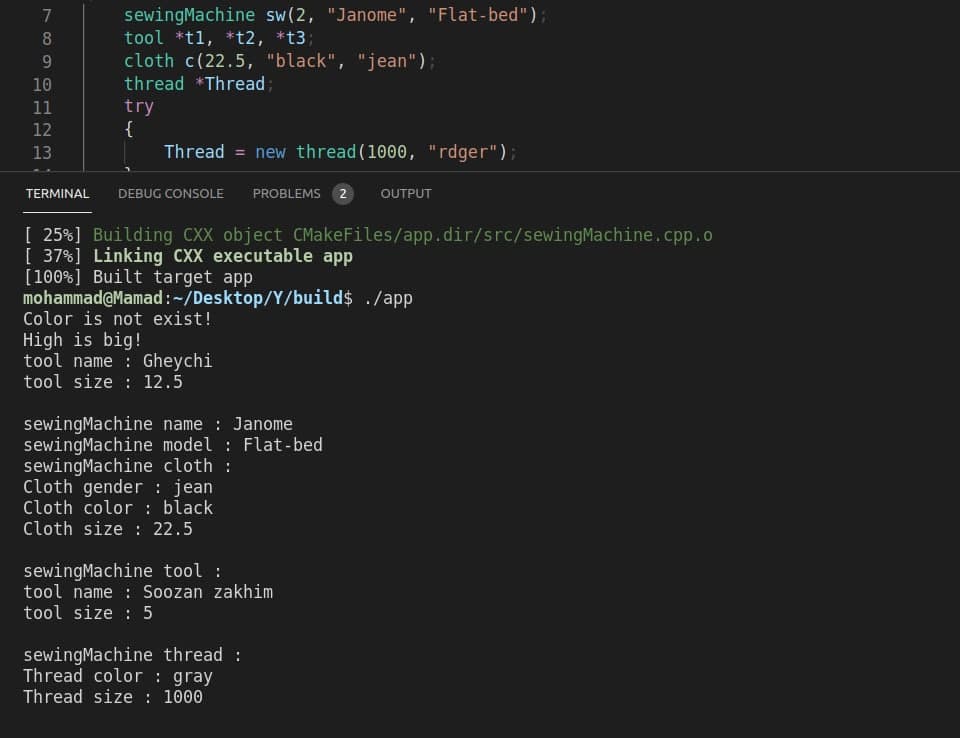 7 sewingMachine sw(2, "Janome", "Flat-bed");
8 tool *t1, *t2, *t3;
9 cloth c(22.5, "black", "jean");
10 thread *Thread;
11 try
12 {
13 Thread = new thread(1000, "rdger");
TERMINAL DEBUG CONSOLE PROBLEMS 2 OUTPUT
[ 25%] Building CXX object CMakeFiles/app.dir/src/sewingMachine.cpp.o
[ 37%] Linking CXX executable app
[100%] Built target app
mohammad@Mamad:~/Desktop/Y/build$ ./app
Color is not exist!
High is big!
tool name : Gheychi
tool size : 12.5
sewingMachine name : Janome
sewingMachine model : Flat-bed
sewingMachine cloth :
Cloth gender : jean
Cloth color : black
Cloth size : 22.5
sewingMachine tool :
tool name : Soozan zakhim
tool size : 5
sewingMachine thread :
Thread color : gray
Thread size : 1000